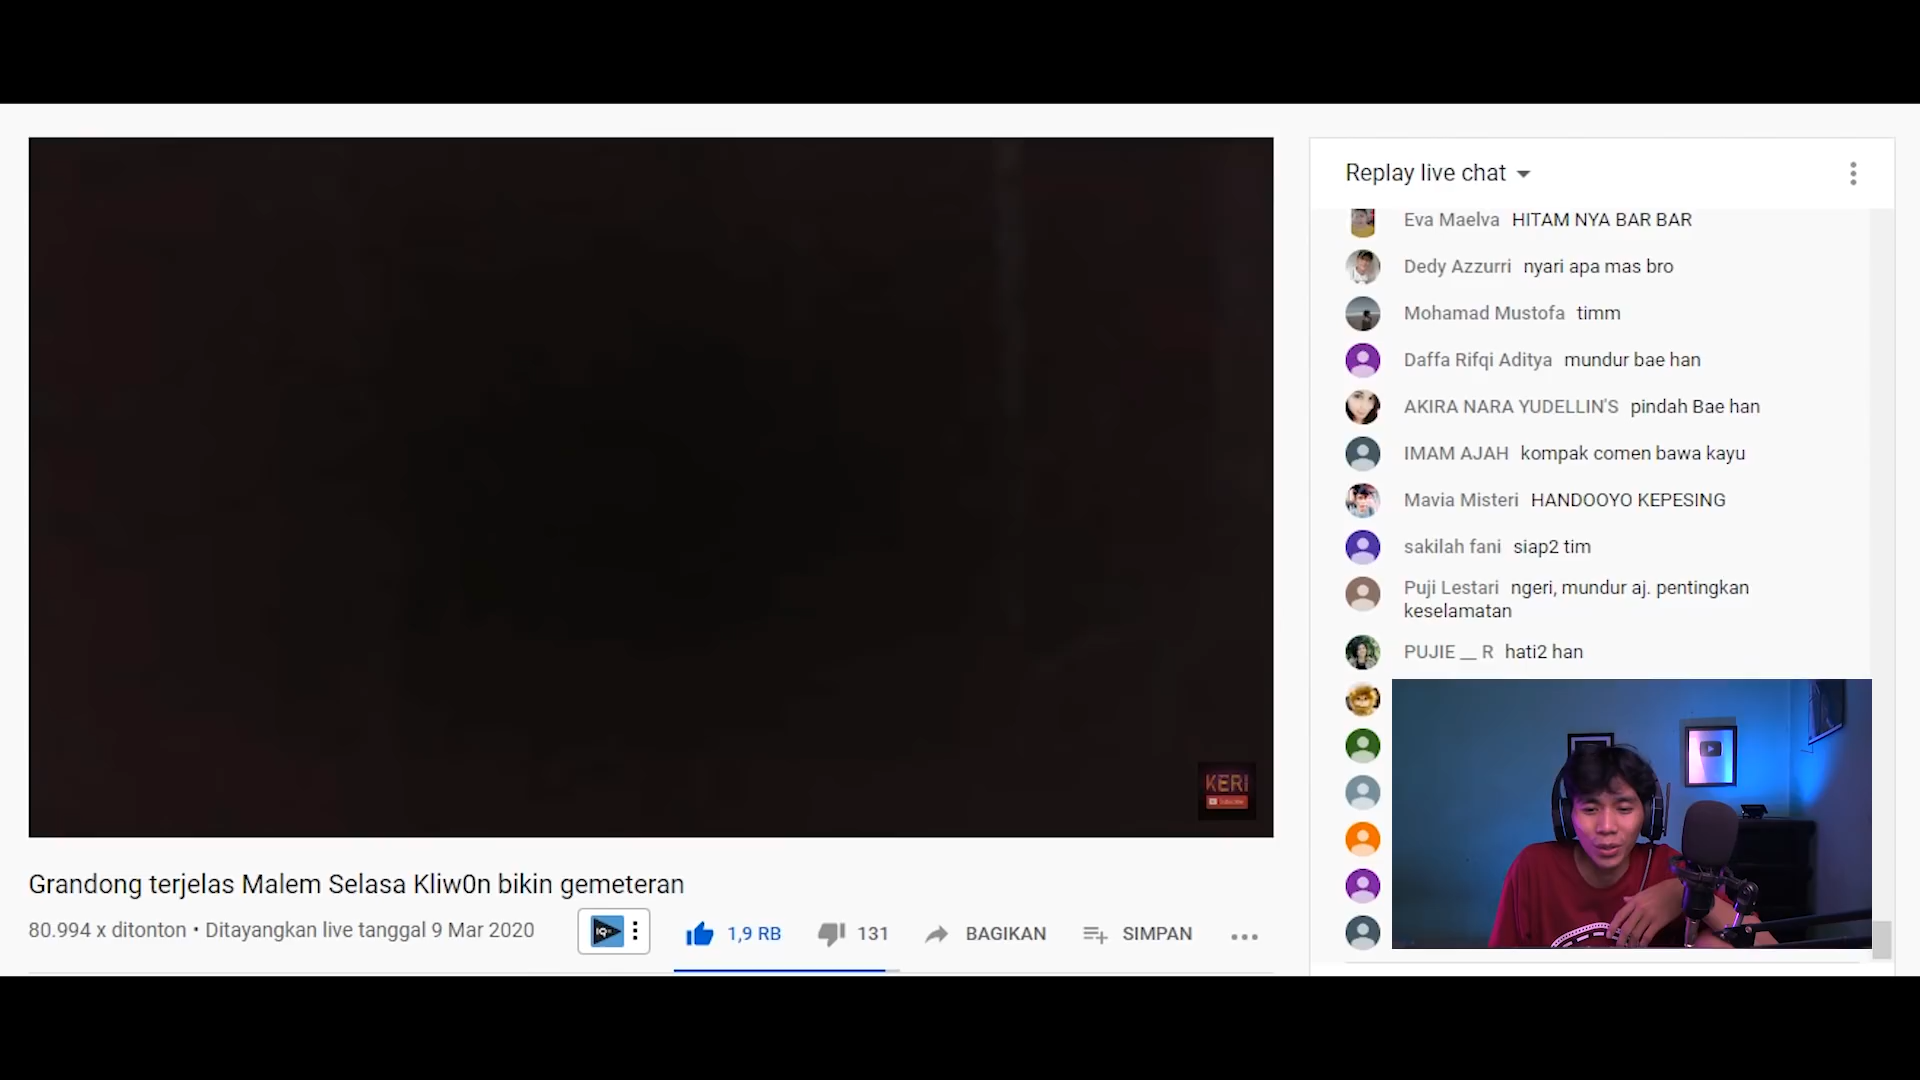 Replay live chat
Eva Maelva HITAM NYA BAR BAR
Dedy Azzurri nyari apa mas bro
Mohamad Mustofa timm
Daffa Rifqi Aditya mundur bae han
AKIRA NARA YUDELLIN'S pindah Bae han
IMAM AJAH kompak comen bawa kayu
Mavia Misteri HANDOOYO KEPESING
sakilah fani siap2 tim
Puji Lestari ngeri, mundur aj. pentingkan
keselamatan
PUJIE __ R hati2 han
KERI
Subscribe
Grandong terjelas Malem Selasa Kliw0n bikin gemeteran
80.994 x ditonton • Ditayangkan live tanggal 9 Mar 2020
IQ
1,9 RB
131
BAGIKAN
SIMPAN